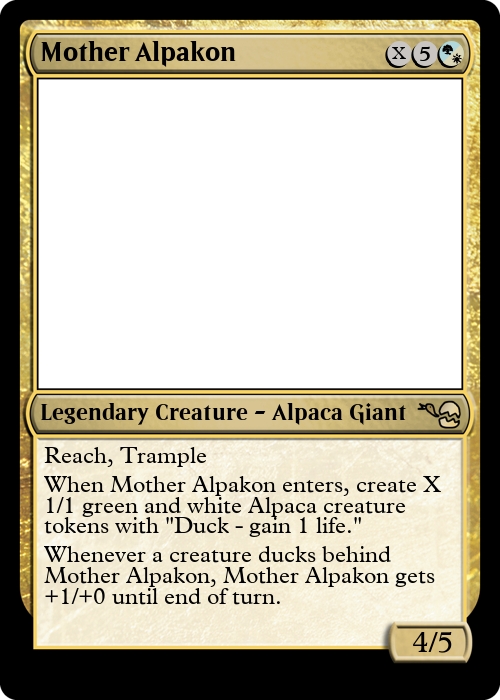 Mother Alpakon X 5
Legendary Creature – Alpaca Giant
Reach, Trample
When Mother Alpakon enters, create X
1/1 green and white Alpaca creature
tokens with "Duck - gain 1 life."
Whenever a creature ducks behind
Mother Alpakon, Mother Alpakon gets
+1/+0 until end of turn.
4/5